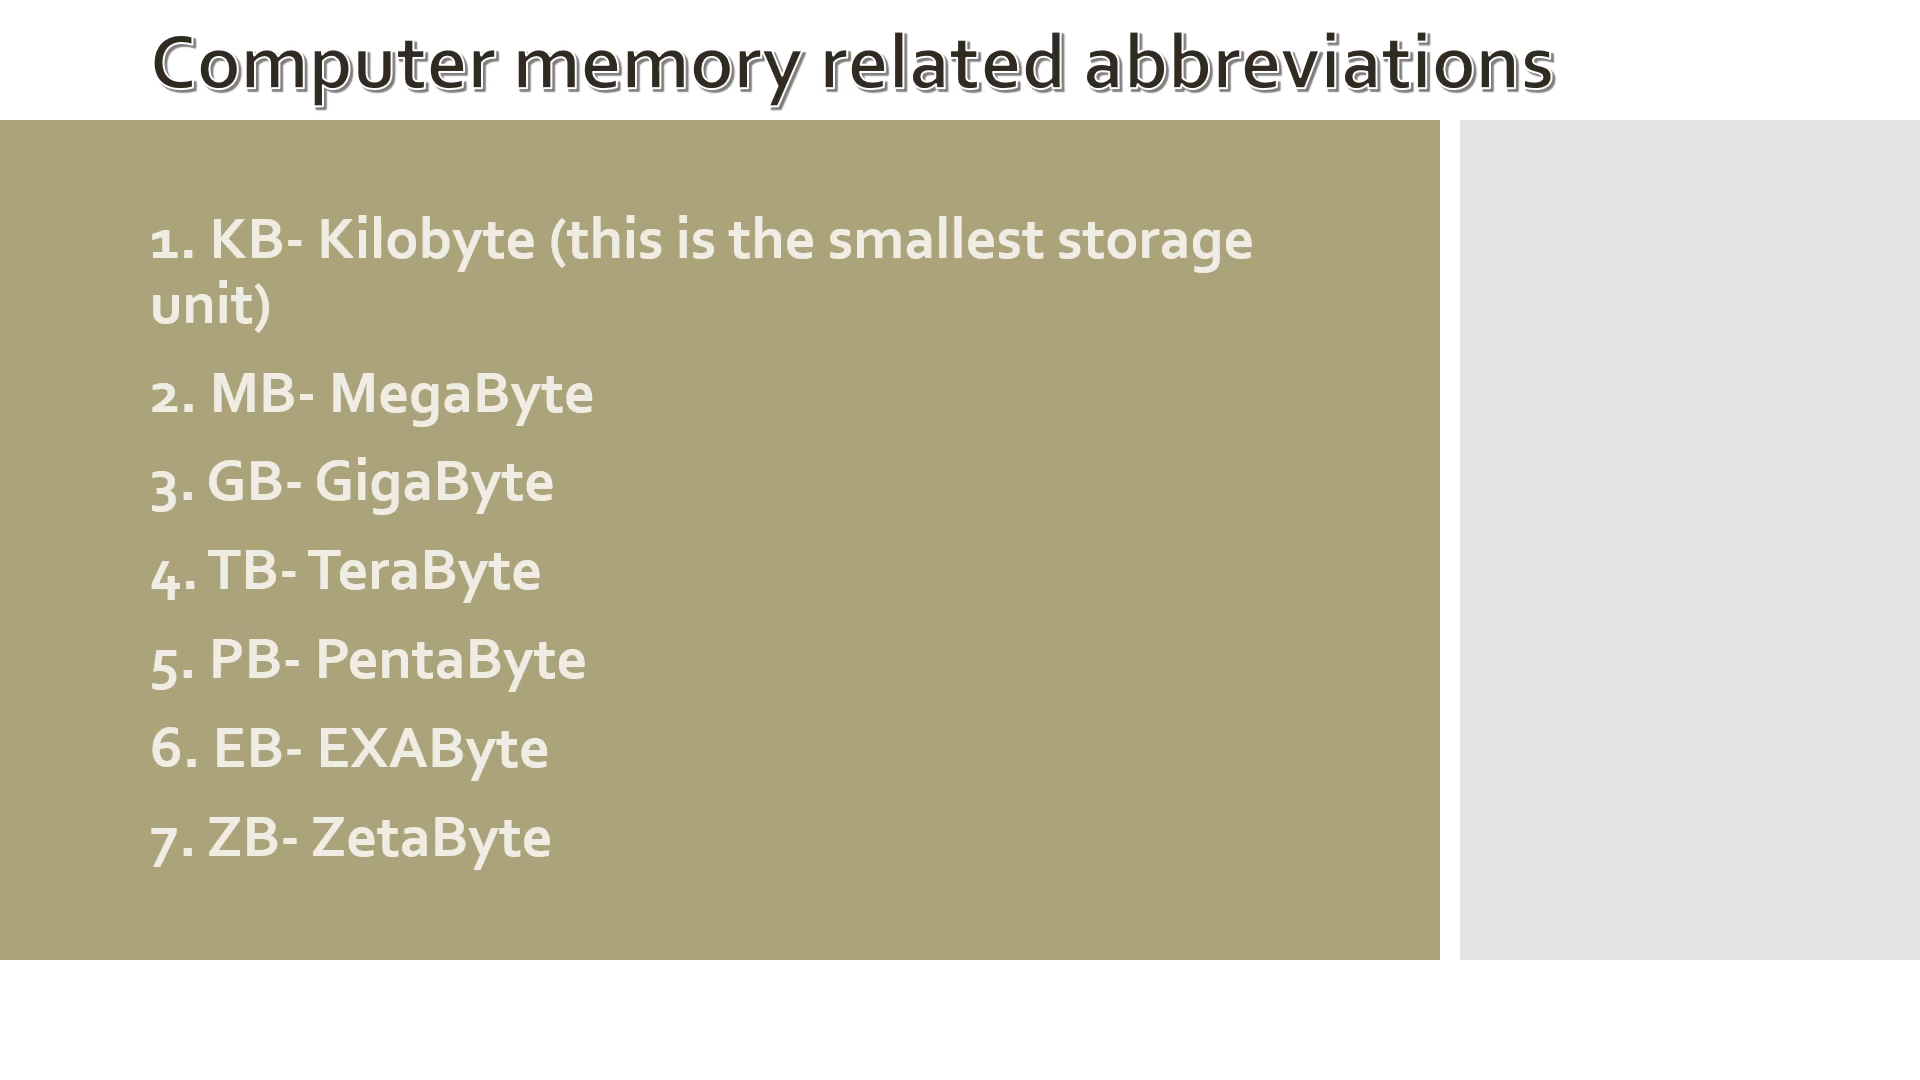 Computer memory related abbreviations
1. KB- Kilobyte (this is the smallest storage
unit)
2. MB- MegaByte
3. GB- GigaByte
4. TB- TeraByte
5. PB- PentaByte
6. EB- EXAByte
7. ZB- ZetaByte